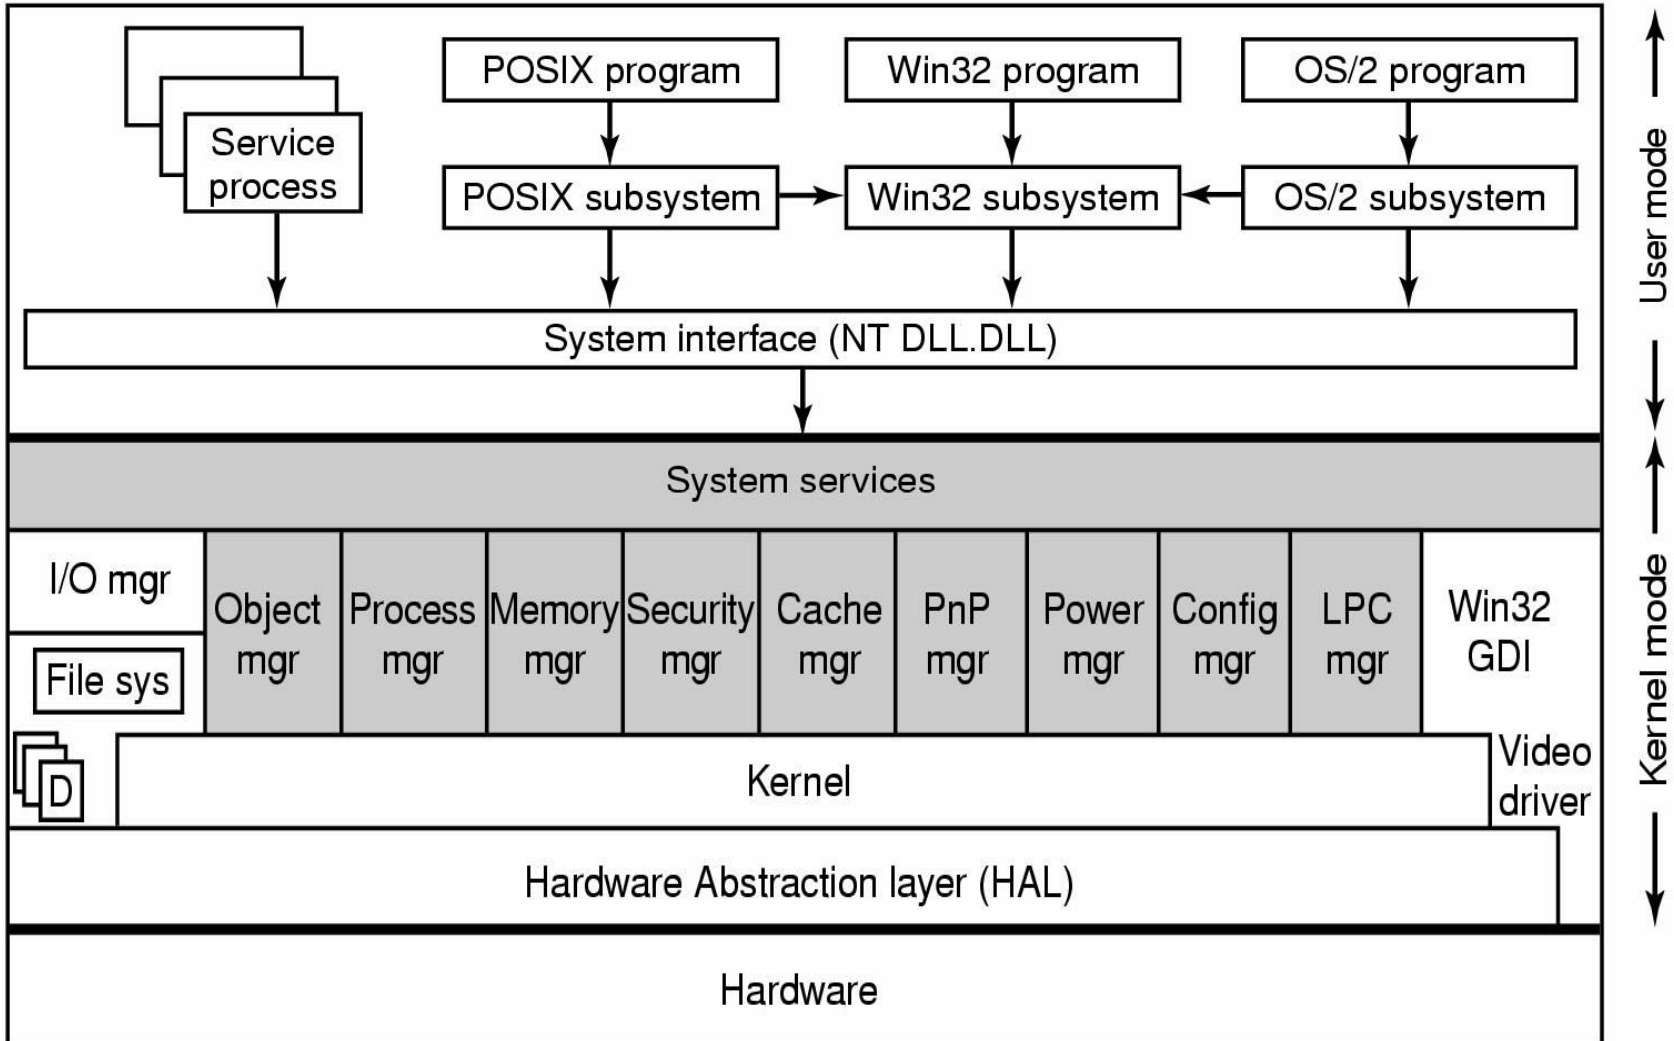 POSIX program
Win32 program
OS/2 program
Service
process
POSIX subsystem
Win32 subsystem
OS/2 subsystem
System interface (NT DLL.DLL)
User mode
System services
I/O mgr
File sys
D
Object
mgr
Process
mgr
Memory
mgr
Security
mgr
Cache
mgr
PnP
mgr
Power
mgr
Config
mgr
LPC
mgr
Win32
GDI
Video
driver
Kernel
Hardware Abstraction layer (HAL)
Kernel mode
Hardware